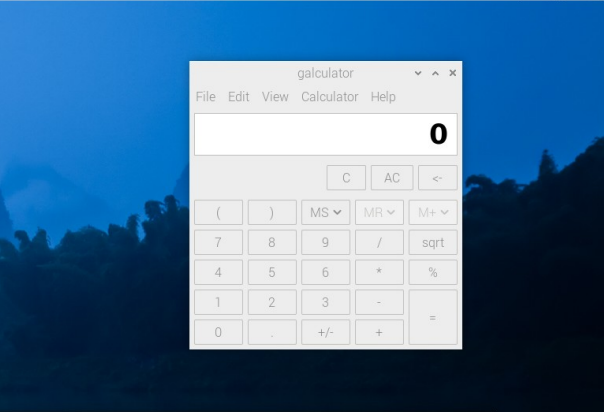 galculator
File Edit View Calculator Help
0
C AC <-
( ) MS MR M+
7 8 9 / sqrt
4 5 6 * %
1 2 3 - =
0 . +/- +